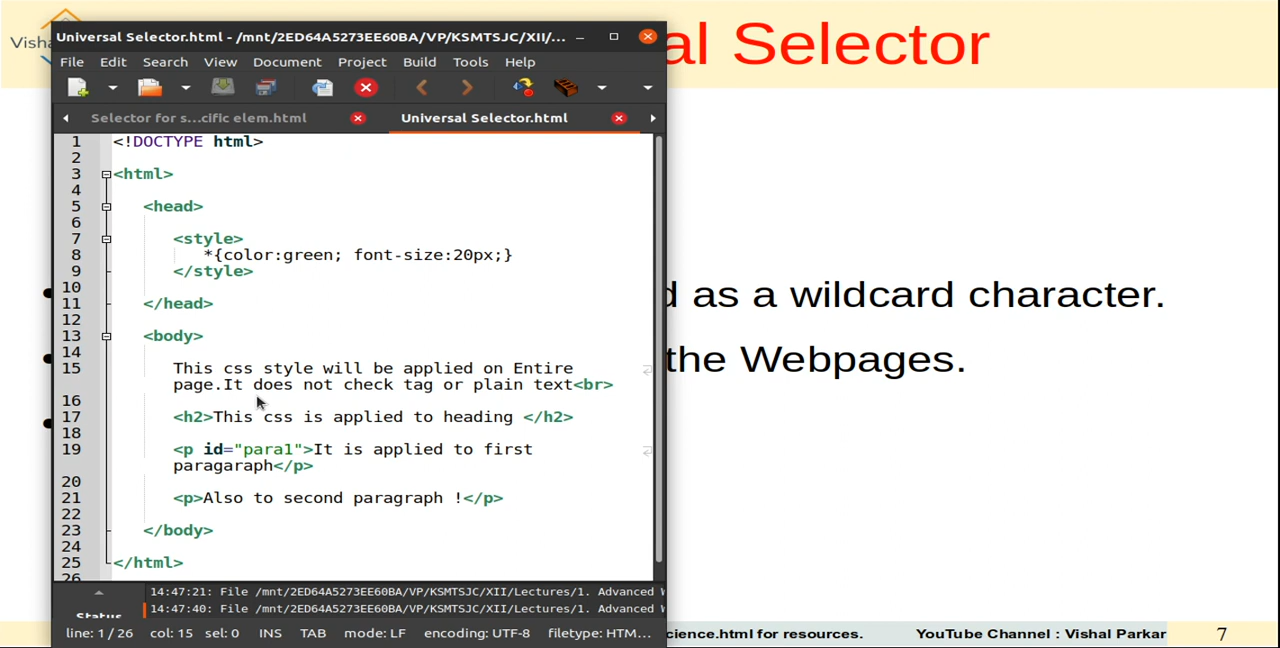 Universal Selector.html - /mnt/2ED64A5273EE60BA/VP/KSMTSJC/XII/...
al Selector
File Edit Search View Document Project Build Tools Help
Selector for s...cific elem.html Universal Selector.html
1 <!DOCTYPE html>
2
3 <html>
4
5 <head>
6
7 <style>
8 *{color:green; font-size:20px;}
9 </style>
10
11 </head>
12
13 <body>
14
15 This css style will be applied on Entire
page.It does not check tag or plain text<br>
16
17 <h2>This css is applied to heading </h2>
18
19 <p id="para1">It is applied to first
paragaraph</p>
20
21 <p>Also to second paragraph !</p>
22
23 </body>
24
25 </html>
26
as a wildcard character.
the Webpages.
Status
14:47:21: File /mnt/2ED64A5273EE60BA/VP/KSMTSJC/XII/Lectures/1. Advanced
14:47:40: File /mnt/2ED64A5273EE60BA/VP/KSMTSJC/XII/Lectures/1. Advanced
line: 1 / 26 col: 15 sel: 0 INS TAB mode: LF encoding: UTF-8 filetype: HTM...
cience.html for resources. YouTube Channel : Vishal Parkar 7